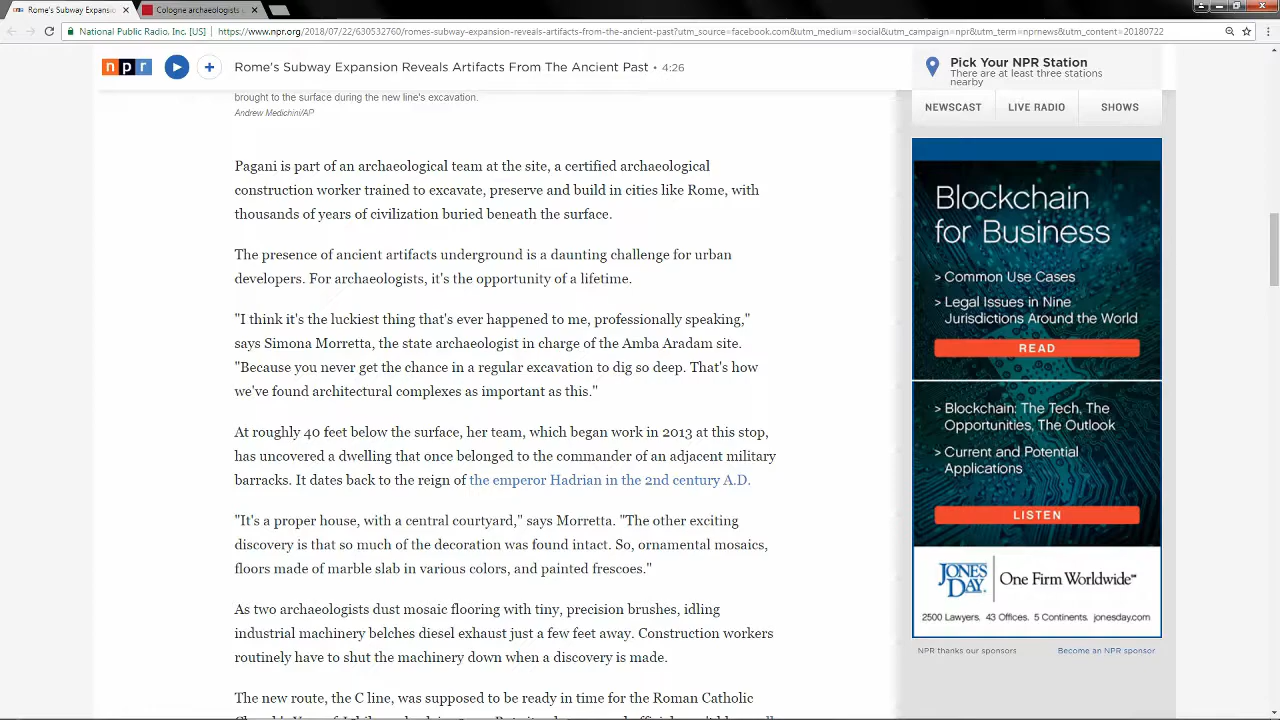 Rome's Subway Expansi
Cologne archaeologists
National Public Radio, Inc. [US]
https://www.npr.org/2018/07/22/630532760/romes-subway-expansion-reveals-artifacts-from-the-ancient-past?utm_source=facebook.com&utm_medium=social&utm_campaign=npr&utm_term=nprnews&utm_content=20180722
npr
Rome's Subway Expansion Reveals Artifacts From The Ancient Past • 4:26
brought to the surface during the new line's excavation.
Andrew Medichini/AP
Pagani is part of an archaeological team at the site, a certified archaeological
construction worker trained to excavate, preserve and build in cities like Rome, with
thousands of years of civilization buried beneath the surface.
The presence of ancient artifacts underground is a daunting challenge for urban
developers. For archaeologists, it's the opportunity of a lifetime.
"I think it's the luckiest thing that's ever happened to me, professionally speaking,"
says Simona Morretta, the state archaeologist in charge of the Amba Aradam site.
"Because you never get the chance in a regular excavation to dig so deep. That's how
we've found architectural complexes as important as this."
At roughly 40 feet below the surface, her team, which began work in 2013 at this stop,
has uncovered a dwelling that once belonged to the commander of an adjacent military
barracks. It dates back to the reign of the emperor Hadrian in the 2nd century A.D.
"It's a proper house, with a central courtyard," says Morretta. "The other exciting
discovery is that so much of the decoration was found intact. So, ornamental mosaics,
floors made of marble slab in various colors, and painted frescoes."
As two archaeologists dust mosaic flooring with tiny, precision brushes, idling
industrial machinery belches diesel exhaust just a few feet away. Construction workers
routinely have to shut the machinery down when a discovery is made.
The new route, the C line, was supposed to be ready in time for the Roman Catholic
Pick Your NPR Station
There are at least three stations
nearby
NEWSCAST
LIVE RADIO
SHOWS
Blockchain
for Business
> Common Use Cases
> Legal Issues in Nine
Jurisdictions Around the World
READ
> Blockchain: The Tech, The
Opportunities, The Outlook
> Current and Potential
Applications
LISTEN
JONES
DAY
One Firm Worldwide℠
2500 Lawyers. 43 Offices. 5 Continents. jonesday.com
NPR thanks our sponsors
Become an NPR sponsor